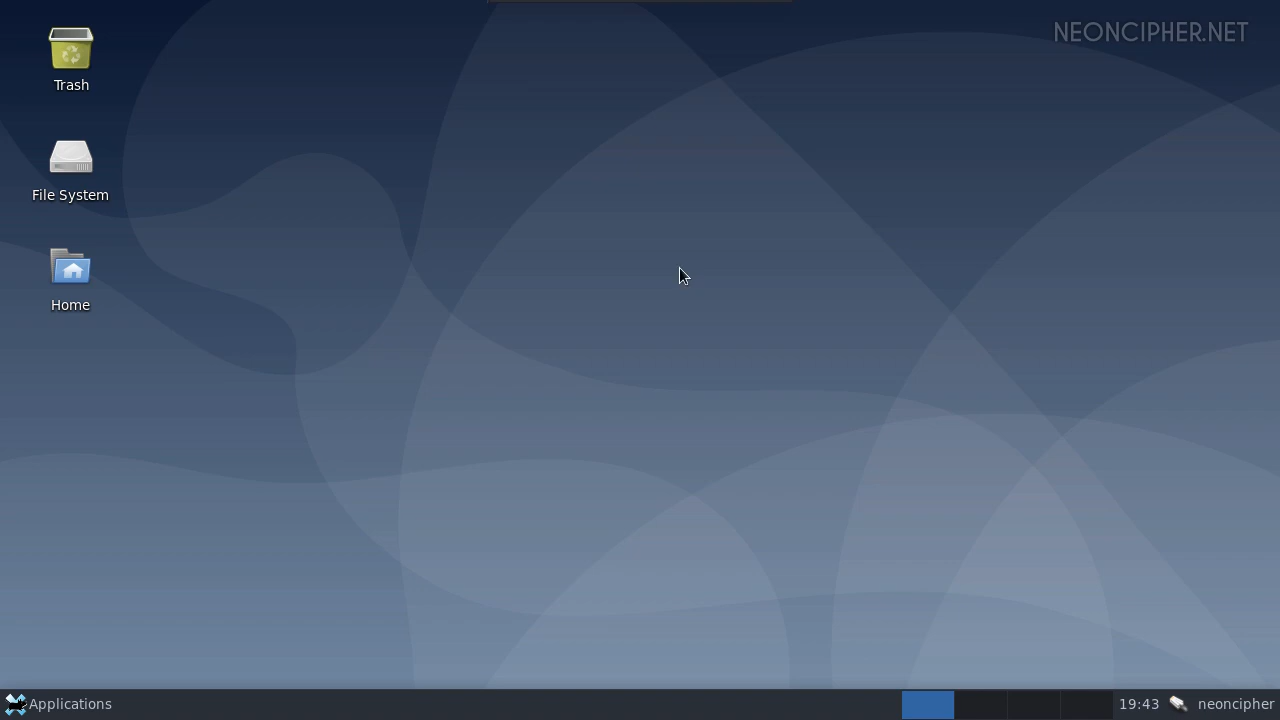 NEONCIPHER.NET
Trash
File System
Home
Applications
19:43
neoncipher